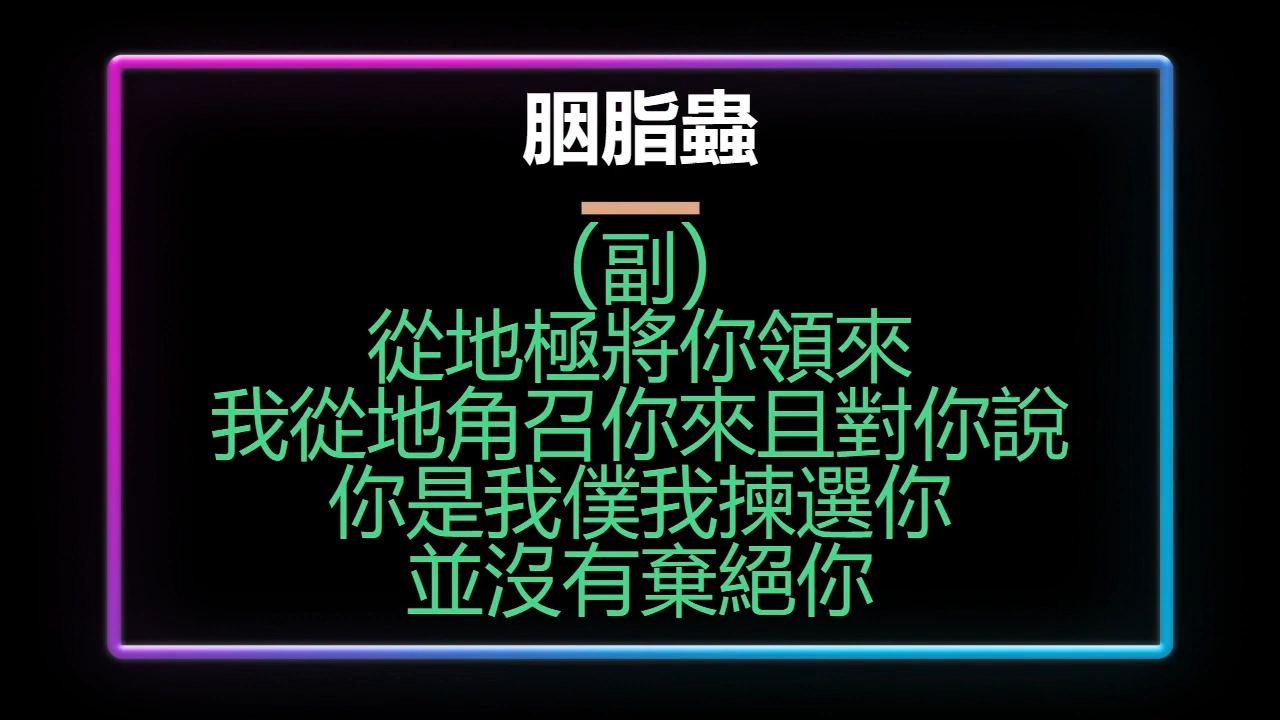 胭脂蟲
（副）
從地極將你領來
我從地角召你來且對你說
你是我僕我揀選你
並沒有棄絕你